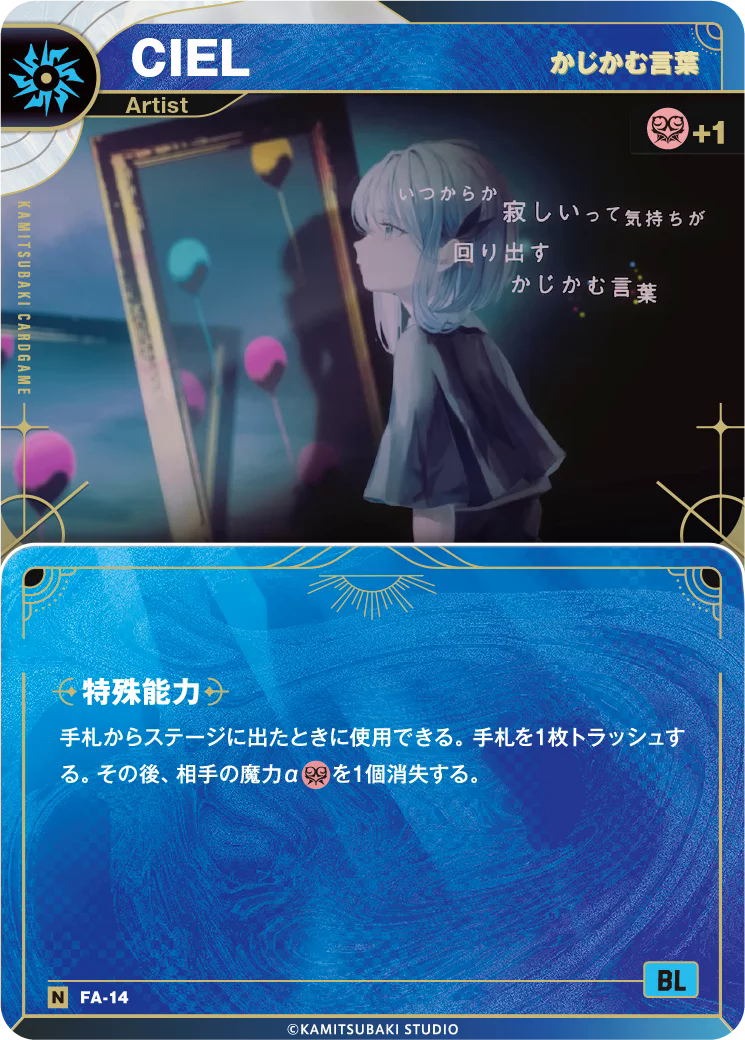 CIEL
かじかむ言葉
Artist
+1
KAMITSUBAKI CARDGAME
いつからか
寂しいって気持ちが
回り出す
かじかむ言葉
特殊能力
手札からステージに出たときに使用できる。手札を1枚トラッシュす
る。その後、相手の魔力αを1個消失する。
BL
N FA-14
©KAMITSUBAKI STUDIO